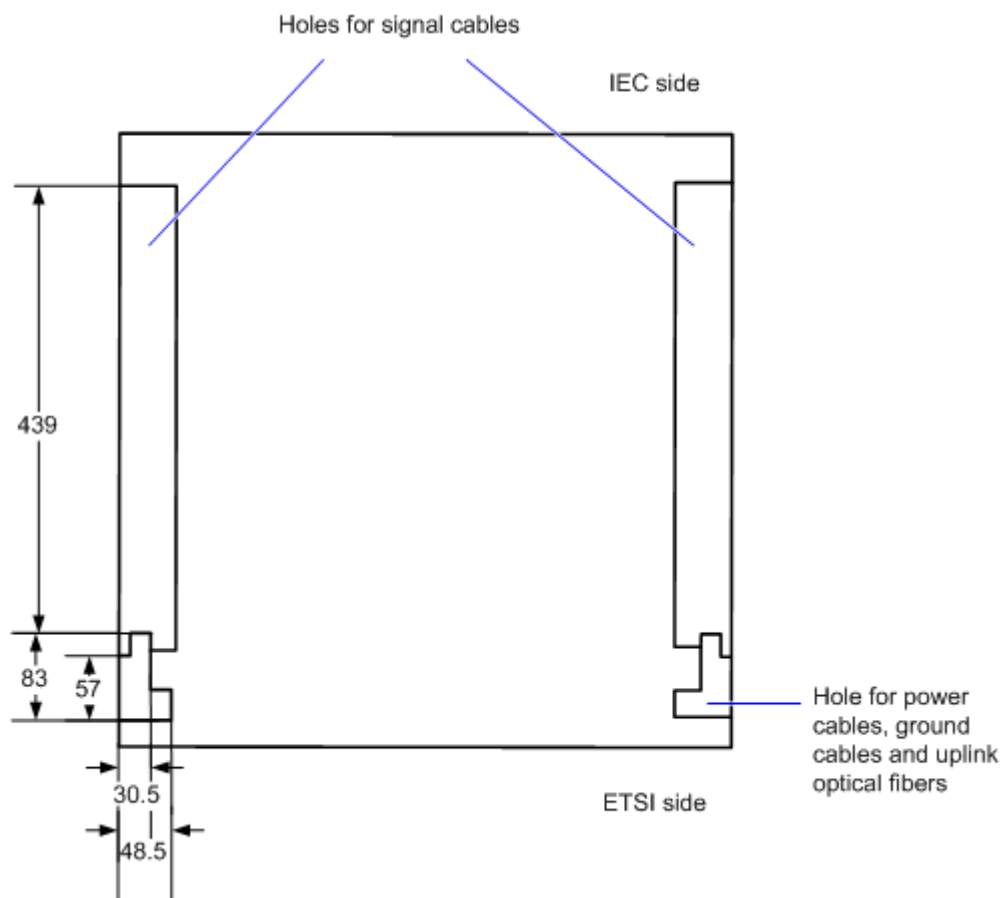 Holes for signal cables
IEC side
439
83
57
Hole for power
cables, ground
cables and uplink
optical fibers
30.5
ETSI side
48.5